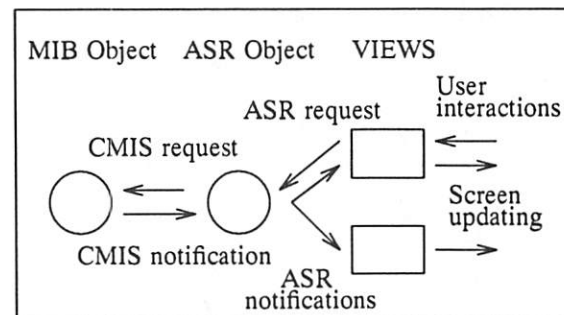 MIB Object ASR Object VIEWS
User
interactions
ASR request
CMIS request
Screen
updating
CMIS notification
ASR
notifications